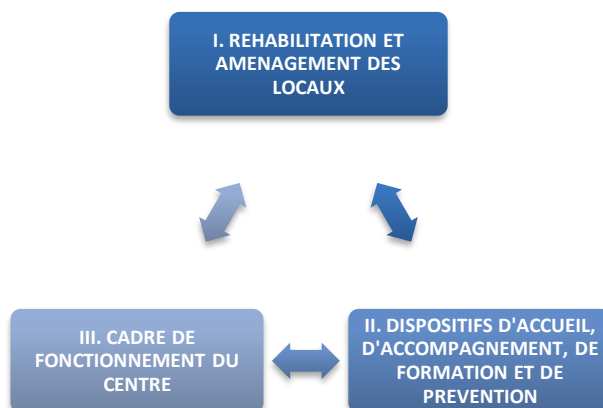 I. REHABILITATION ET
AMENAGEMENT DES
LOCAUX
III. CADRE DE
FONCTIONNEMENT DU
CENTRE
II. DISPOSITIFS D'ACCUEIL,
D'ACCOMPAGNEMENT, DE
FORMATION ET DE
PREVENTION